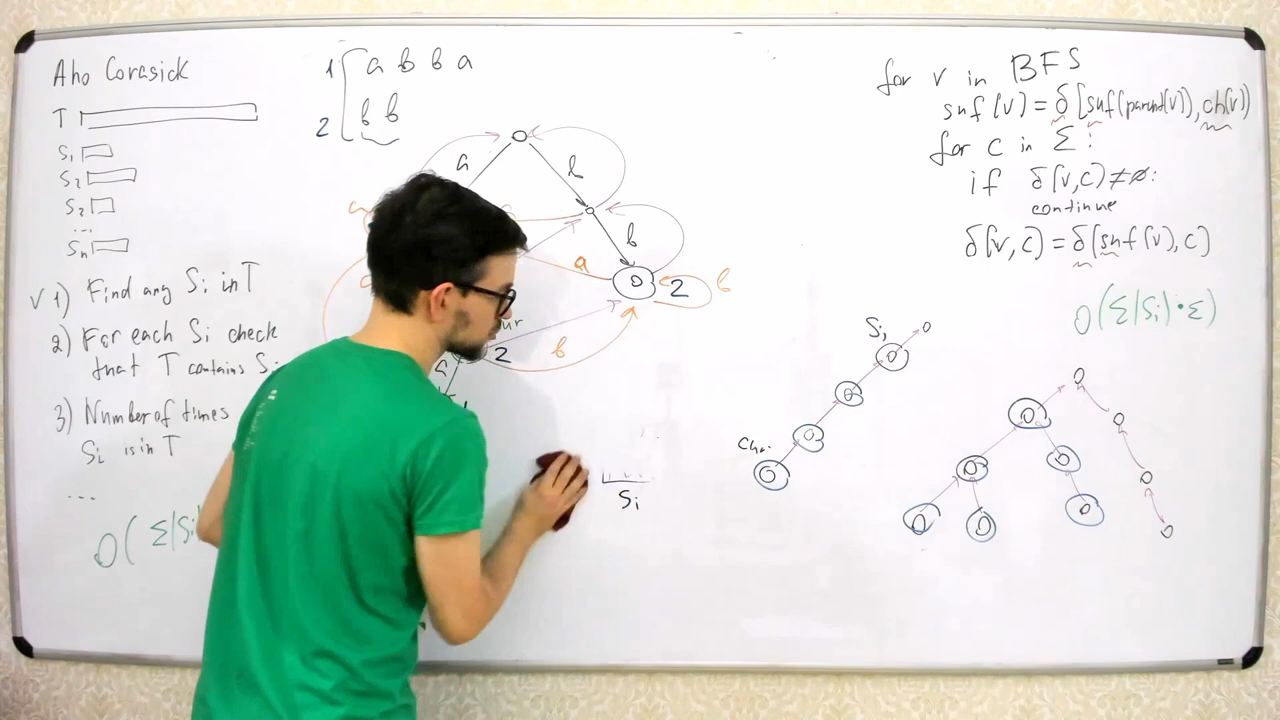 Aho Corasick
T
S1
S2
S2
...
Sn
v 1) Find any Si in T
2) For each Si check
that T contains Si
3) Number of times
Si is in T
...
O(Σ|Si
1 a b b a
2 b b
a
b
b
a
2
b
2
b
a
Si
for v in BFS
suf(v) = δ[suf(parent(v)), ch(v)]
for c in Σ:
if δ(v,c) ≠ ∅:
continue
δ(v,c) = δ[suf(v), c]
O(Σ|Si|·Σ)
Si